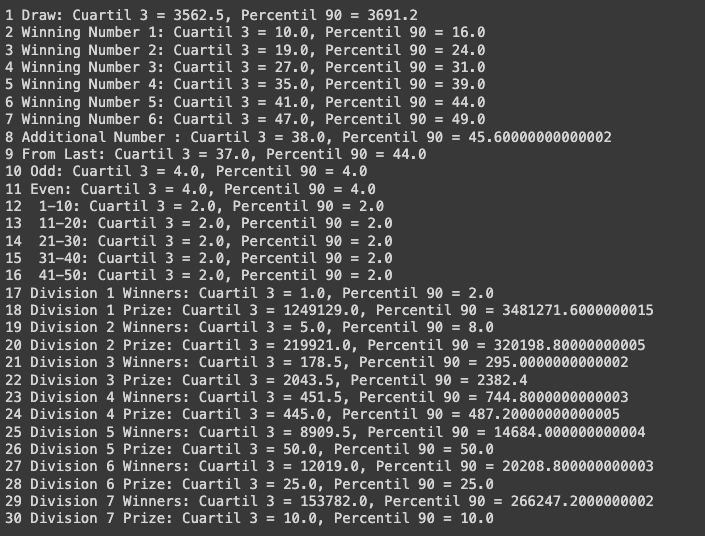 1 Draw: Cuartil 3 = 3562.5, Percentil 90 = 3691.2
2 Winning Number 1: Cuartil 3 = 10.0, Percentil 90 = 16.0
3 Winning Number 2: Cuartil 3 = 19.0, Percentil 90 = 24.0
4 Winning Number 3: Cuartil 3 = 27.0, Percentil 90 = 31.0
5 Winning Number 4: Cuartil 3 = 35.0, Percentil 90 = 39.0
6 Winning Number 5: Cuartil 3 = 41.0, Percentil 90 = 44.0
7 Winning Number 6: Cuartil 3 = 47.0, Percentil 90 = 49.0
8 Additional Number : Cuartil 3 = 38.0, Percentil 90 = 45.60000000000002
9 From Last: Cuartil 3 = 37.0, Percentil 90 = 44.0
10 Odd: Cuartil 3 = 4.0, Percentil 90 = 4.0
11 Even: Cuartil 3 = 4.0, Percentil 90 = 4.0
12  1-10: Cuartil 3 = 2.0, Percentil 90 = 2.0
13  11-20: Cuartil 3 = 2.0, Percentil 90 = 2.0
14  21-30: Cuartil 3 = 2.0, Percentil 90 = 2.0
15  31-40: Cuartil 3 = 2.0, Percentil 90 = 2.0
16  41-50: Cuartil 3 = 2.0, Percentil 90 = 2.0
17 Division 1 Winners: Cuartil 3 = 1.0, Percentil 90 = 2.0
18 Division 1 Prize: Cuartil 3 = 1249129.0, Percentil 90 = 3481271.6000000015
19 Division 2 Winners: Cuartil 3 = 5.0, Percentil 90 = 8.0
20 Division 2 Prize: Cuartil 3 = 219921.0, Percentil 90 = 320198.80000000005
21 Division 3 Winners: Cuartil 3 = 178.5, Percentil 90 = 295.0000000000002
22 Division 3 Prize: Cuartil 3 = 2043.5, Percentil 90 = 2382.4
23 Division 4 Winners: Cuartil 3 = 451.5, Percentil 90 = 744.8000000000003
24 Division 4 Prize: Cuartil 3 = 445.0, Percentil 90 = 487.20000000000005
25 Division 5 Winners: Cuartil 3 = 8909.5, Percentil 90 = 14684.000000000004
26 Division 5 Prize: Cuartil 3 = 50.0, Percentil 90 = 50.0
27 Division 6 Winners: Cuartil 3 = 12019.0, Percentil 90 = 20208.800000000003
28 Division 6 Prize: Cuartil 3 = 25.0, Percentil 90 = 25.0
29 Division 7 Winners: Cuartil 3 = 153782.0, Percentil 90 = 266247.2000000002
30 Division 7 Prize: Cuartil 3 = 10.0, Percentil 90 = 10.0